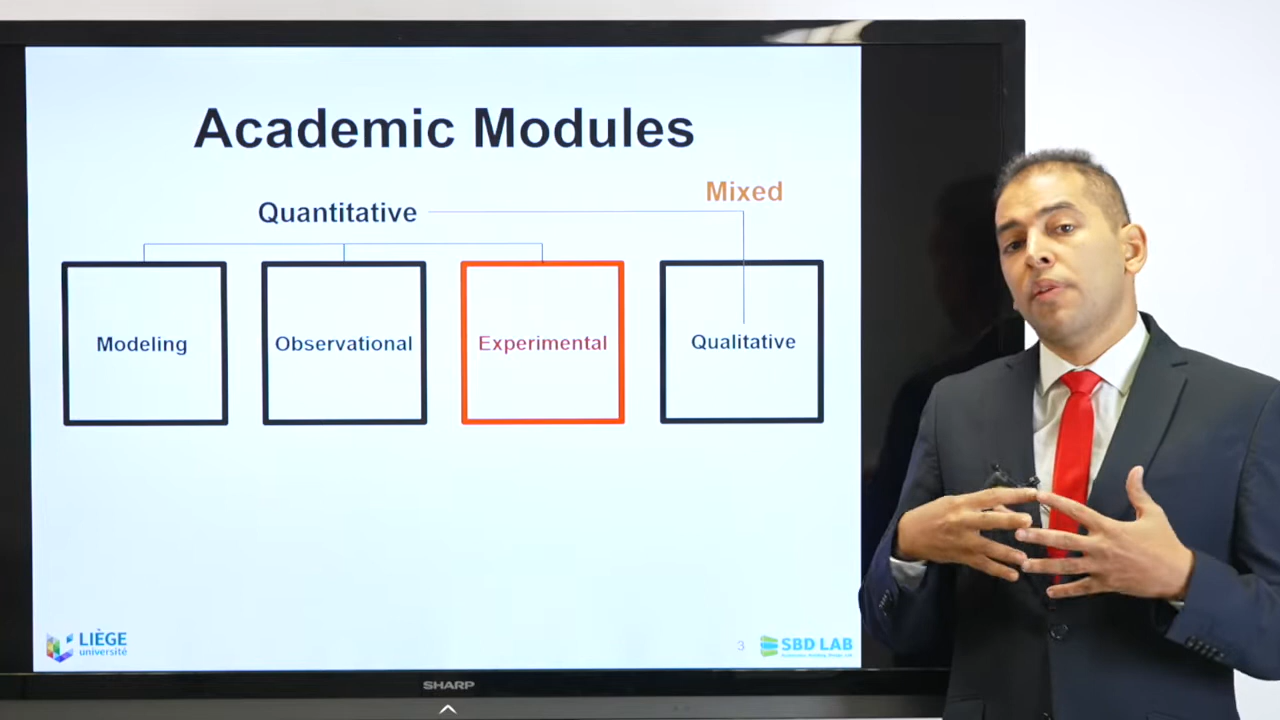 Academic Modules
Mixed
Quantitative
Modeling
Observational
Experimental
Qualitative
LIÈGE
université
3
SBD LAB
SHARP